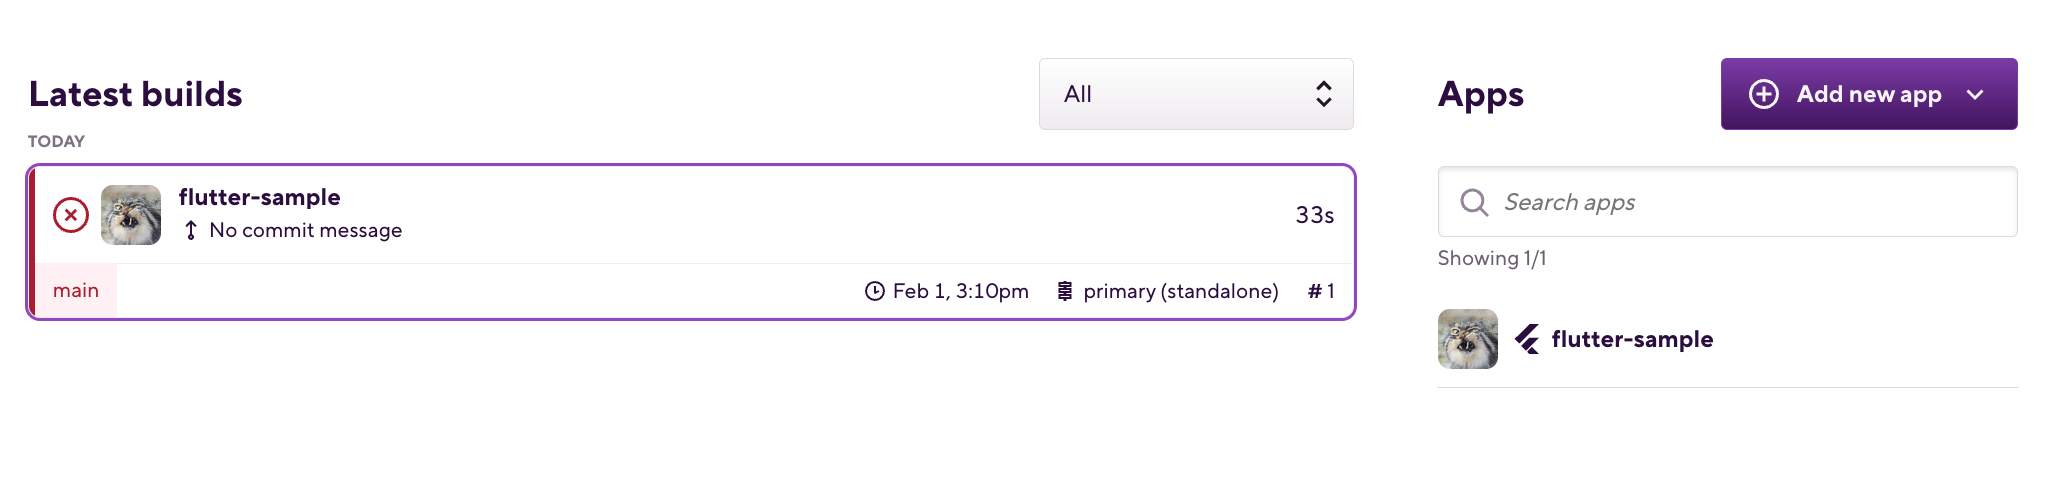 Latest builds
All
TODAY
flutter-sample
No commit message
33s
main
Feb 1, 3:10pm
primary (standalone)
# 1
Apps
Add new app
Search apps
Showing 1/1
flutter-sample